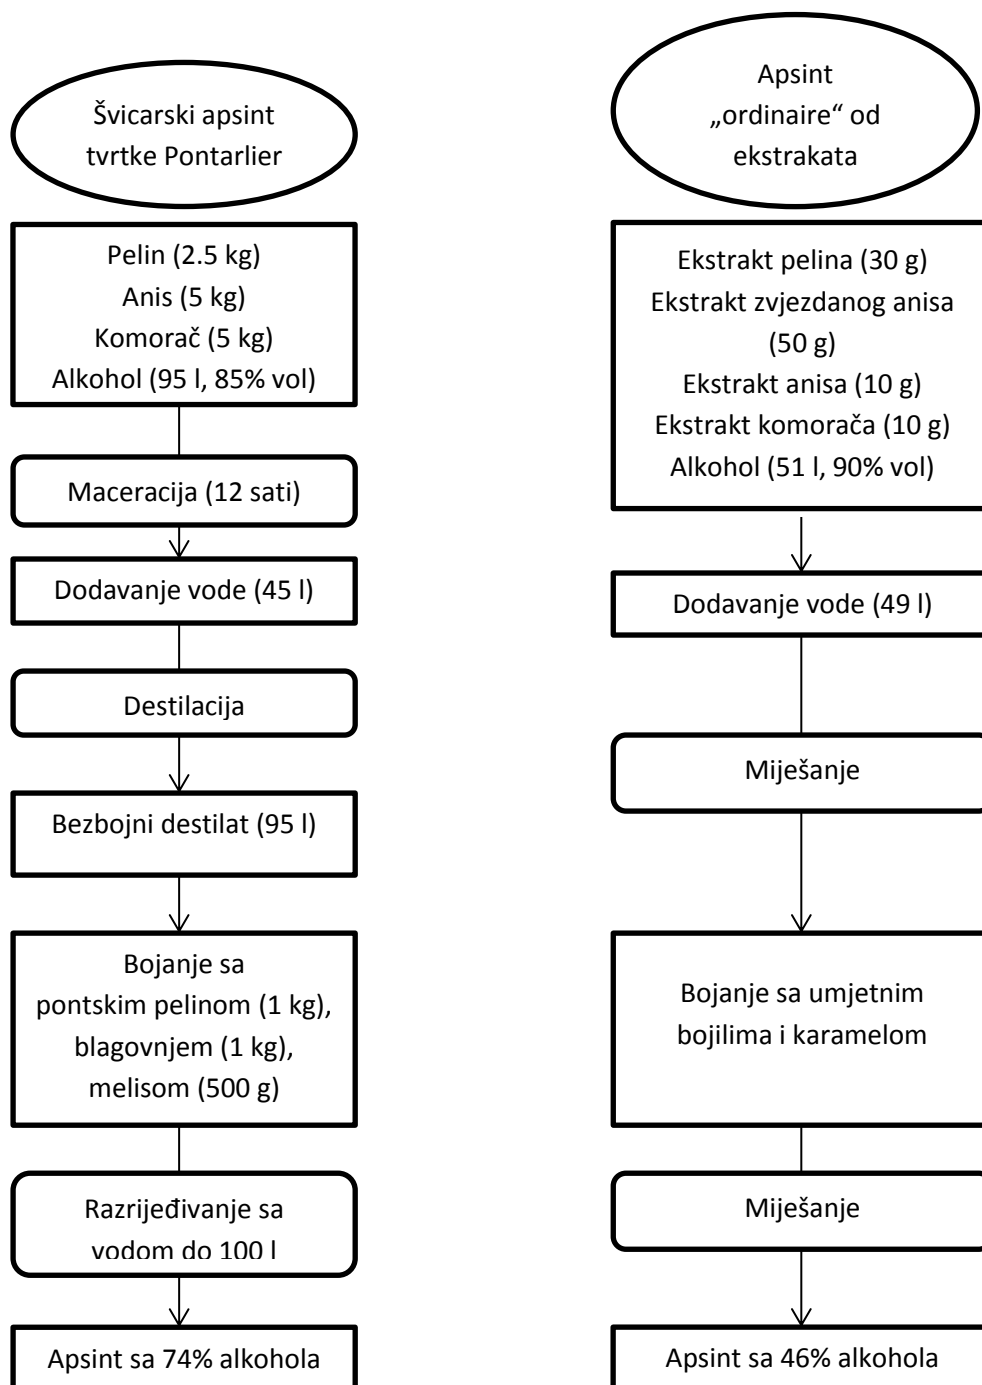 Švicarski apsint
tvrtke Pontarlier
Pelin (2.5 kg)
Anis (5 kg)
Komorač (5 kg)
Alkohol (95 l, 85% vol)
Maceracija (12 sati)
Dodavanje vode (45 l)
Destilacija
Bezbojni destilat (95 l)
Bojanje sa
pontskim pelinom (1 kg),
blagovnjem (1 kg),
melisom (500 g)
Razrijeđivanje sa
vodom do 100 l
Apsint sa 74% alkohola
Apsint
„ordinaire“ od
ekstrakata
Ekstrakt pelina (30 g)
Ekstrakt zvjezdanog anisa
(50 g)
Ekstrakt anisa (10 g)
Ekstrakt komorača (10 g)
Alkohol (51 l, 90% vol)
Dodavanje vode (49 l)
Miješanje
Bojanje sa umjetnim
bojilima i karamelom
Miješanje
Apsint sa 46% alkohola